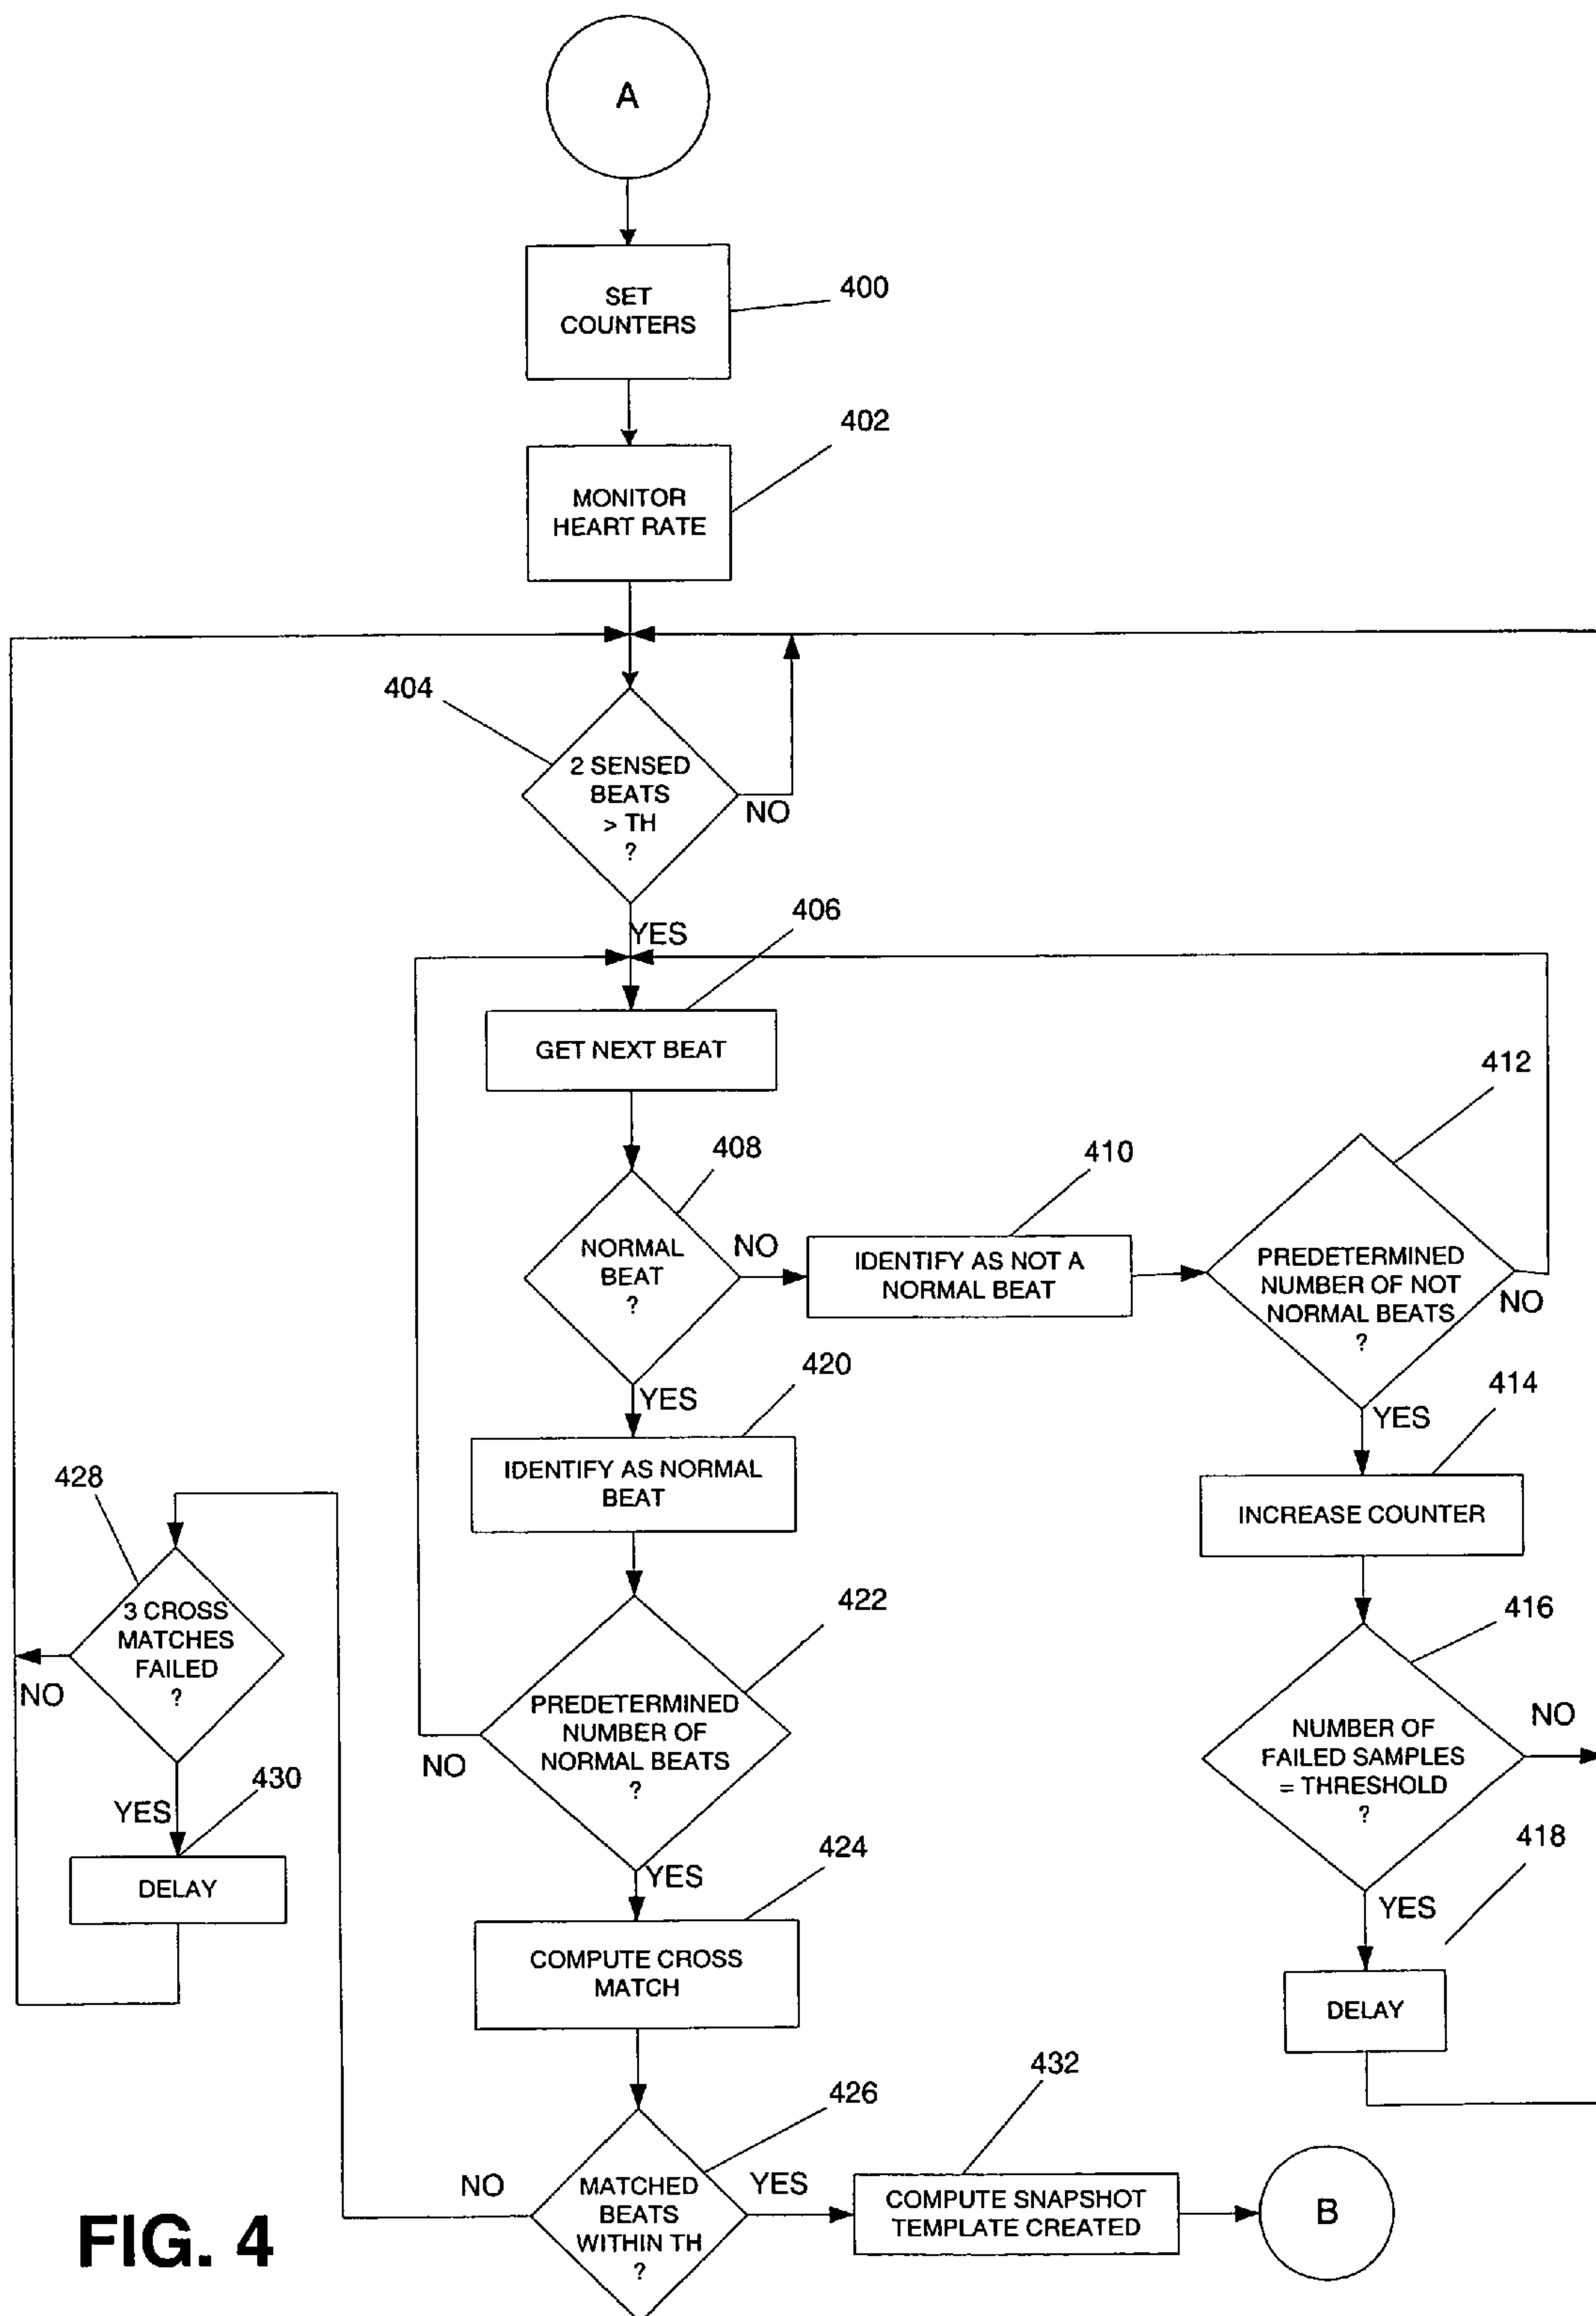 A
SET
COUNTERS
400
MONITOR
HEART RATE
402
404
2 SENSED
BEATS
> TH
?
NO
YES
406
GET NEXT BEAT
408
NORMAL
BEAT
?
NO
410
IDENTIFY AS NOT A
NORMAL BEAT
412
PREDETERMINED
NUMBER OF NOT
NORMAL BEATS
?
NO
YES
420
IDENTIFY AS NORMAL
BEAT
YES
414
INCREASE COUNTER
428
3 CROSS
MATCHES
FAILED
?
NO
YES
430
DELAY
422
PREDETERMINED
NUMBER OF
NORMAL BEATS
?
NO
YES
416
NUMBER OF
FAILED SAMPLES
= THRESHOLD
?
NO
YES
418
DELAY
424
COMPUTE CROSS
MATCH
426
MATCHED
BEATS
WITHIN TH
?
NO
YES
432
COMPUTE SNAPSHOT
TEMPLATE CREATED
B
FIG. 4